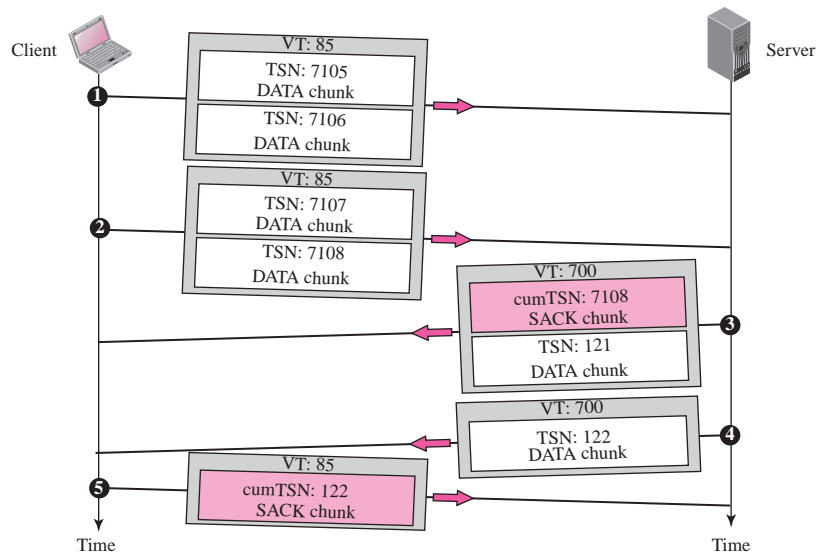 Client
Server
VT: 85
TSN: 7105
DATA chunk
1
TSN: 7106
DATA chunk
VT: 85
TSN: 7107
DATA chunk
2
TSN: 7108
DATA chunk
VT: 700
cumTSN: 7108
SACK chunk
3
TSN: 121
DATA chunk
VT: 700
TSN: 122
DATA chunk
4
VT: 85
5
cumTSN: 122
SACK chunk
Time
Time